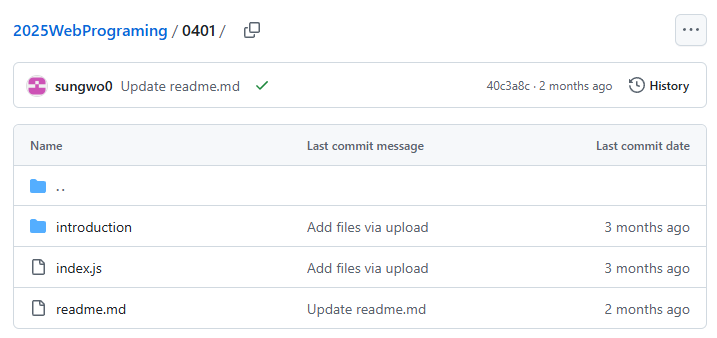 2025WebPrograming / 0401 /
sungwo0 Update readme.md 40c3a8c · 2 months ago History
Name Last commit message Last commit date
..
introduction Add files via upload 3 months ago
index.js Add files via upload 3 months ago
readme.md Update readme.md 2 months ago